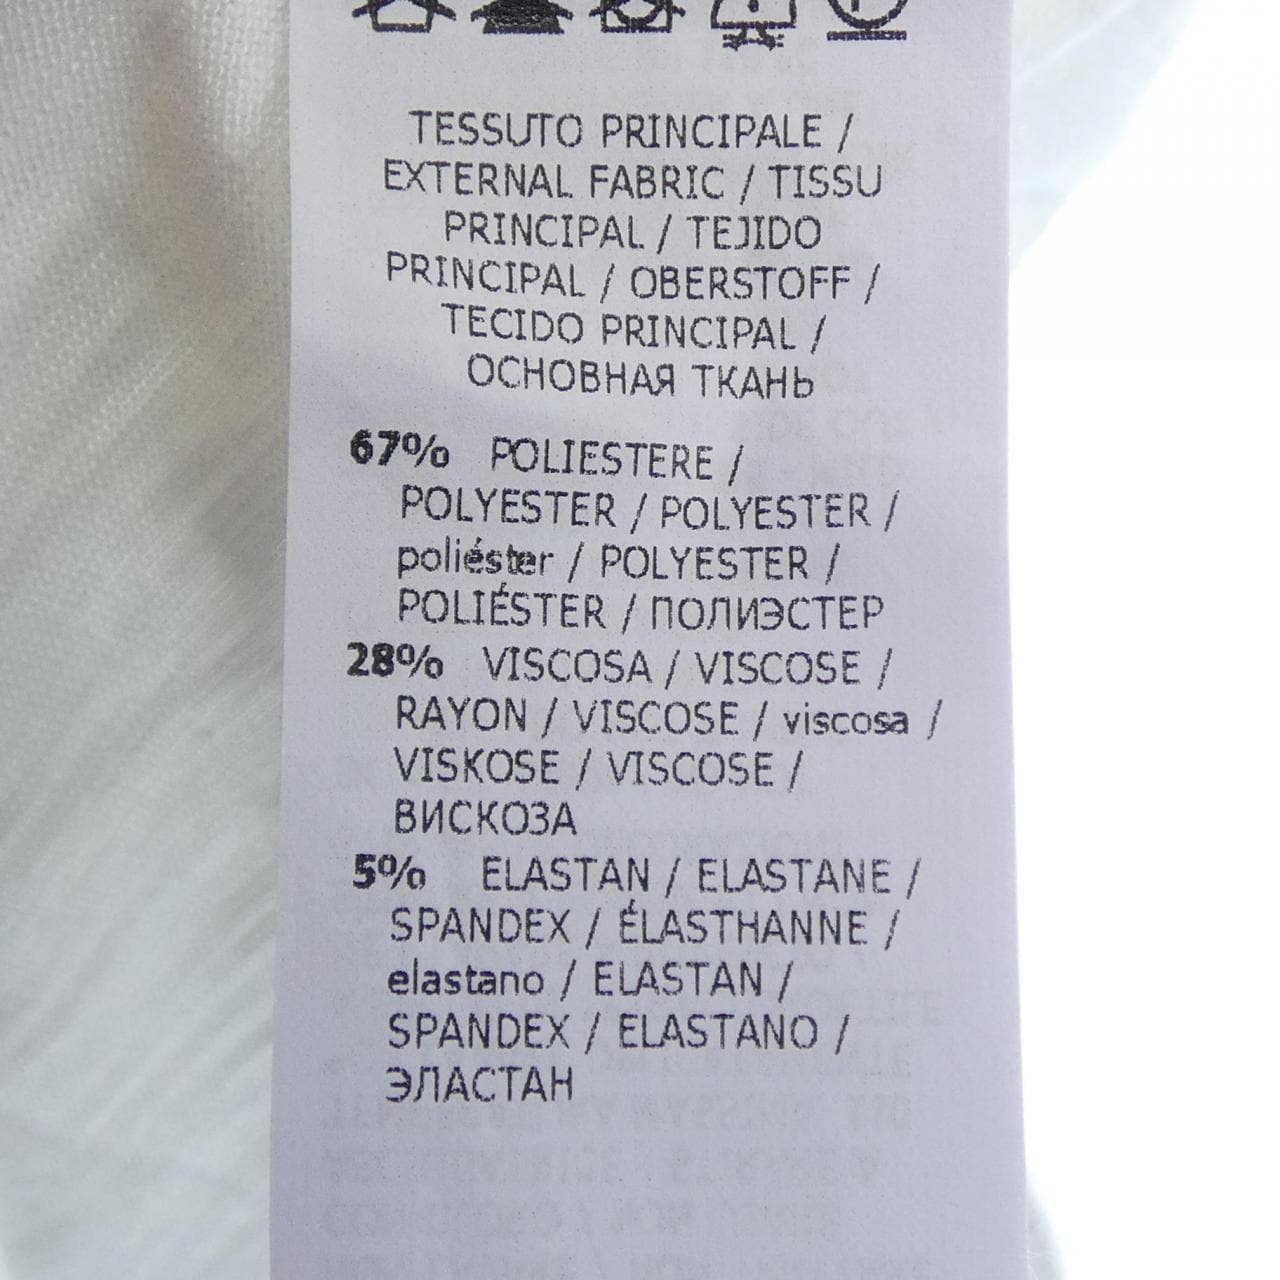 TESSUTO PRINCIPALE /
EXTERNAL FABRIC / TISSU
PRINCIPAL / TEJIDO
PRINCIPAL / OBERSTOFF /
TECIDO PRINCIPAL /
ОСНОВНАЯ ТКАНЬ
67% POLIESTERE /
POLYESTER / POLYESTER /
poliéster / POLYESTER /
POLIÉSTER / ПОЛИЭСТЕР
28% VISCOSA / VISCOSE /
RAYON / VISCOSE / viscosa /
VISKOSE / VISCOSE /
ВИСКОЗА
5% ELASTAN / ELASTANE /
SPANDEX / ÉLASTHANNE /
elastano / ELASTAN /
SPANDEX / ELASTANO /
ЭЛАСТАН